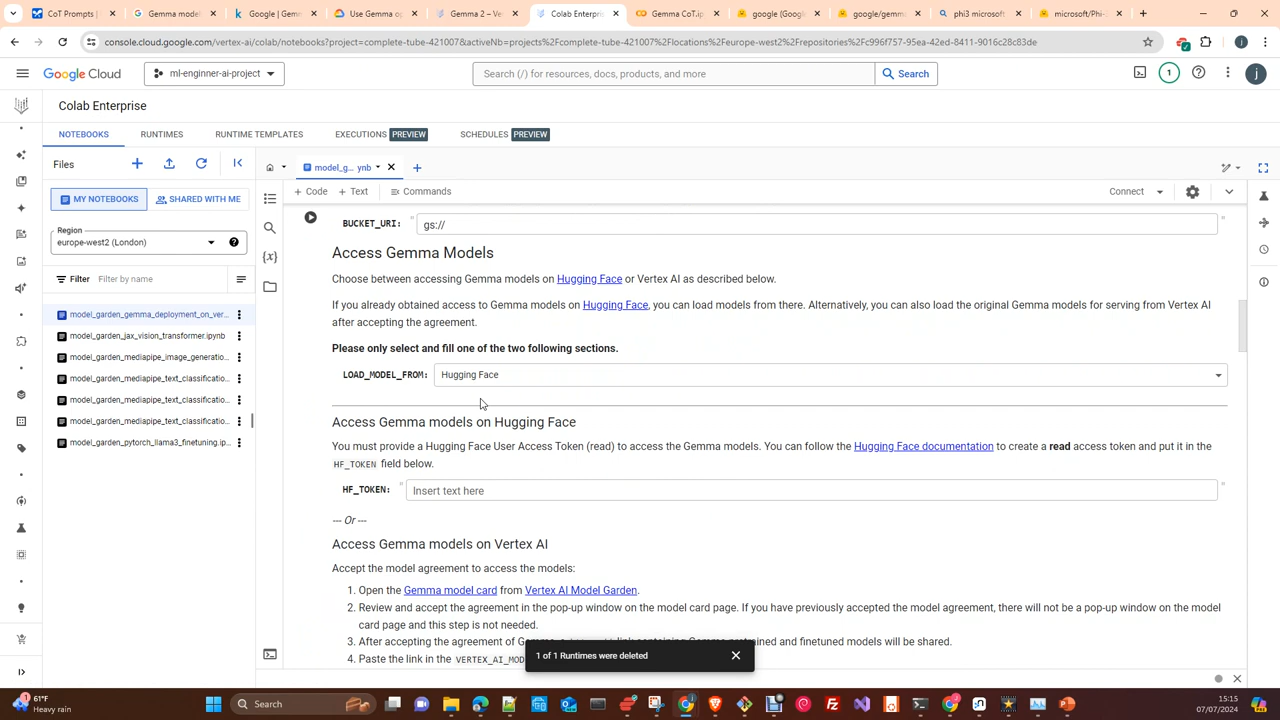 CoT Prompts |
Gemma model
Google | Gemm
Use Gemma op
Gemma 2 – Ve
Colab Enterprise
Gemma CoT.ip
google (Google
google/gemma
phi3 microsoft
microsoft/Phi-
console.cloud.google.com/vertex-ai/colab/notebooks?project=complete-tube-421007&activeNb=projects%2Fcomplete-tube-421007%2Flocations%2Feurope-west2%2Frepositories%2Fc996f757-95ea-42ed-8411-9016c28c83de
Google Cloud
ml-enginner-ai-project
Search (/) for resources, docs, products, and more
Search
1
j
Colab Enterprise
NOTEBOOKS
RUNTIMES
RUNTIME TEMPLATES
EXECUTIONS PREVIEW
SCHEDULES PREVIEW
Files
model_g... ynb
+ Code + Text Commands
Connect
MY NOTEBOOKS
SHARED WITH ME
Region
europe-west2 (London)
Filter Filter by name
model_garden_gemma_deployment_on_ver...
model_garden_jax_vision_transformer.ipynb
model_garden_mediapipe_image_generatio...
model_garden_mediapipe_text_classificatio...
model_garden_mediapipe_text_classificatio...
model_garden_mediapipe_text_classificatio...
model_garden_pytorch_llama3_finetuning.ip...
BUCKET_URI: " gs:// "
Access Gemma Models
Choose between accessing Gemma models on Hugging Face or Vertex AI as described below.
If you already obtained access to Gemma models on Hugging Face, you can load models from there. Alternatively, you can also load the original Gemma models for serving from Vertex AI
after accepting the agreement.
Please only select and fill one of the two following sections.
LOAD_MODEL_FROM: Hugging Face
Access Gemma models on Hugging Face
You must provide a Hugging Face User Access Token (read) to access the Gemma models. You can follow the Hugging Face documentation to create a read access token and put it in the
HF_TOKEN field below.
HF_TOKEN: " Insert text here "
--- Or ---
Access Gemma models on Vertex AI
Accept the model agreement to access the models:
1. Open the Gemma model card from Vertex AI Model Garden.
2. Review and accept the agreement in the pop-up window on the model card page. If you have previously accepted the model agreement, there will not be a pop-up window on the model
card page and this step is not needed.
3. After accepting the agreement of Gemma, a link containing Gemma pretrained and finetuned models will be shared.
4. Paste the link in the VERTEX_AI_MOD
1 of 1 Runtimes were deleted
61°F
Heavy rain
Search
15:15
07/07/2024